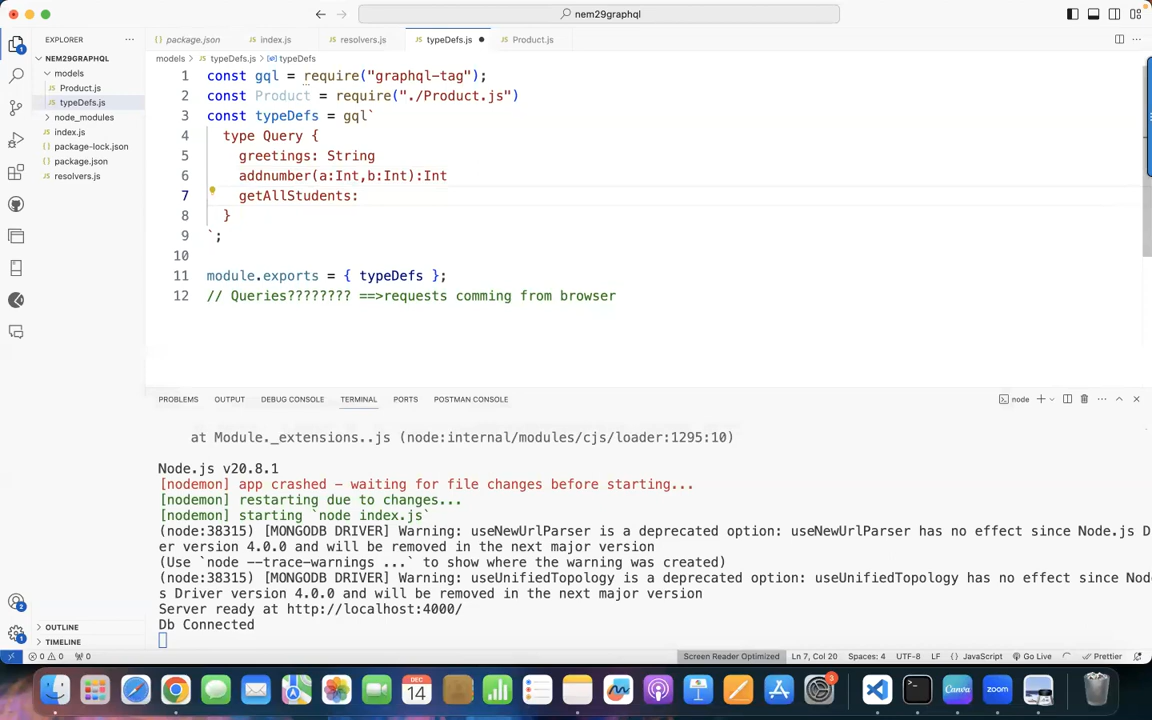 nem29graphql
EXPLORER
package.json
index.js
resolvers.js
typeDefs.js
Product.js
NEM29GRAPHQL
models > typeDefs.js > typeDefs
models
Product.js
typeDefs.js
node_modules
index.js
package-lock.json
package.json
resolvers.js
1 const gql = require("graphql-tag");
2 const Product = require("./Product.js")
3 const typeDefs = gql`
4 type Query {
5 greetings: String
6 addnumber(a:Int,b:Int):Int
7 getAllStudents:
8 }
9 `;
10
11 module.exports = { typeDefs };
12 // Queries???????? ==>requests comming from browser
PROBLEMS OUTPUT DEBUG CONSOLE TERMINAL PORTS POSTMAN CONSOLE
node
at Module._extensions..js (node:internal/modules/cjs/loader:1295:10)
Node.js v20.8.1
[nodemon] app crashed - waiting for file changes before starting...
[nodemon] restarting due to changes...
[nodemon] starting `node index.js`
(node:38315) [MONGODB DRIVER] Warning: useNewUrlParser is a deprecated option: useNewUrlParser has no effect since Node.js D
er version 4.0.0 and will be removed in the next major version
(Use `node --trace-warnings ...` to show where the warning was created)
(node:38315) [MONGODB DRIVER] Warning: useUnifiedTopology is a deprecated option: useUnifiedTopology has no effect since Nod
s Driver version 4.0.0 and will be removed in the next major version
Server ready at http://localhost:4000/
Db Connected
OUTLINE
TIMELINE
0 0 0
Screen Reader Optimized
Ln 7, Col 20
Spaces: 4
UTF-8
LF
{} JavaScript
Go Live
Prettier
DEC
14
3
Canva
zoom